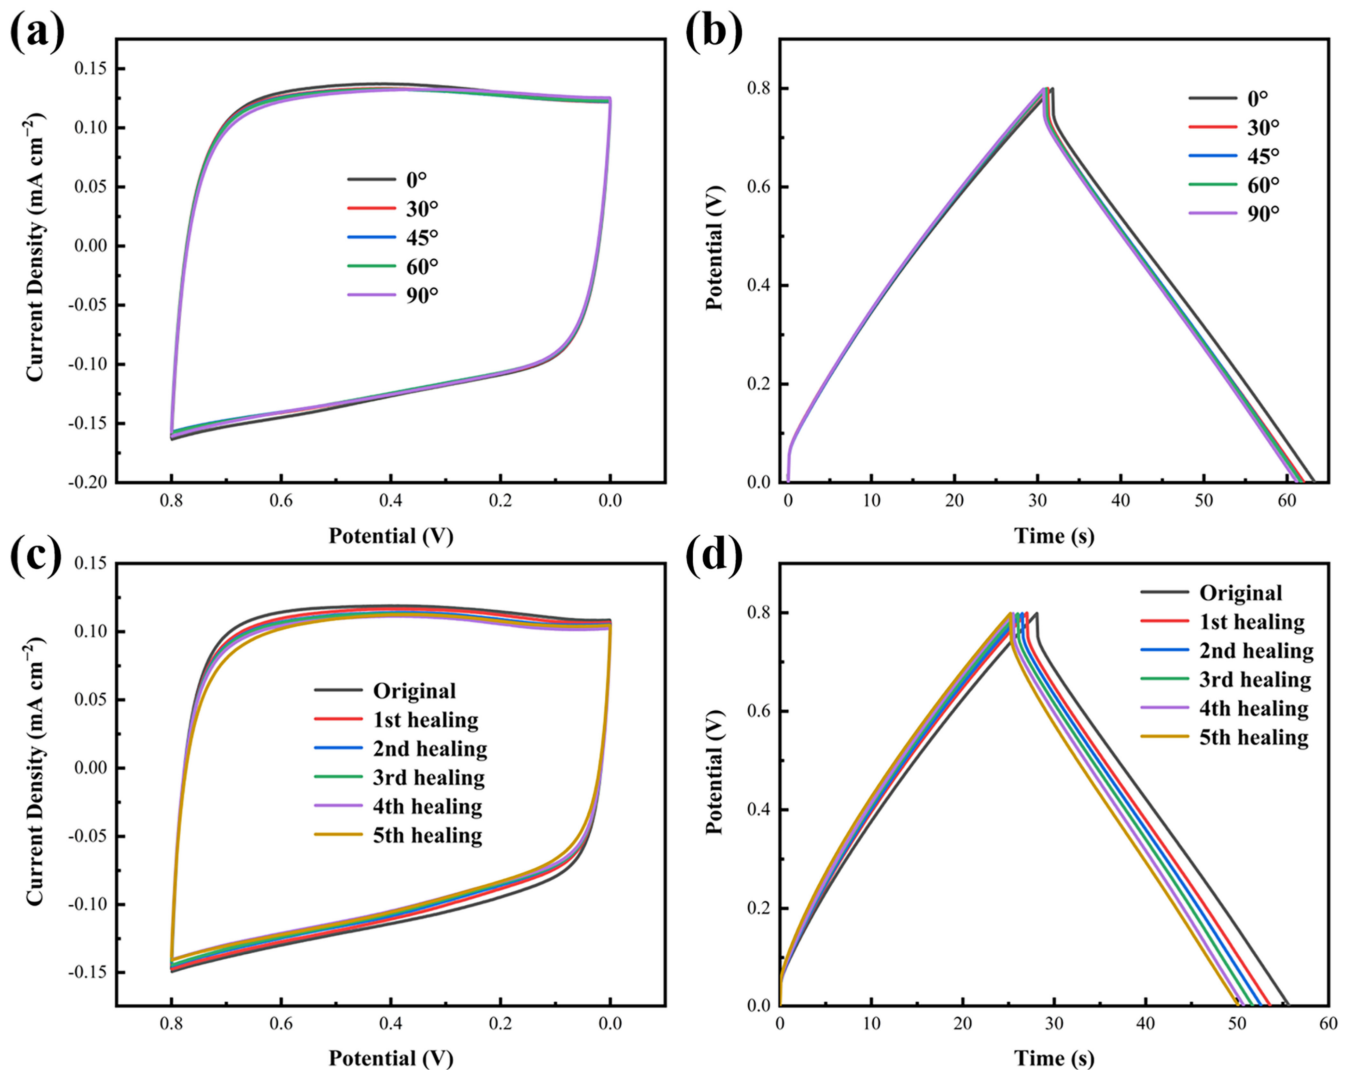 (a)
0.15
0.10
0.05
0.00
-0.05
-0.10
-0.15
-0.20
Current Density (mA cm⁻²)
0°
30°
45°
60°
90°
0.8 0.6 0.4 0.2 0.0
Potential (V)
(b)
0.8
0.6
0.4
0.2
0.0
Potential (V)
0°
30°
45°
60°
90°
0 10 20 30 40 50 60
Time (s)
(c)
0.15
0.10
0.05
0.00
-0.05
-0.10
-0.15
Current Density (mA cm⁻²)
Original
1st healing
2nd healing
3rd healing
4th healing
5th healing
0.8 0.6 0.4 0.2 0.0
Potential (V)
(d)
0.8
0.6
0.4
0.2
0.0
Potential (V)
Original
1st healing
2nd healing
3rd healing
4th healing
5th healing
0 10 20 30 40 50 60
Time (s)